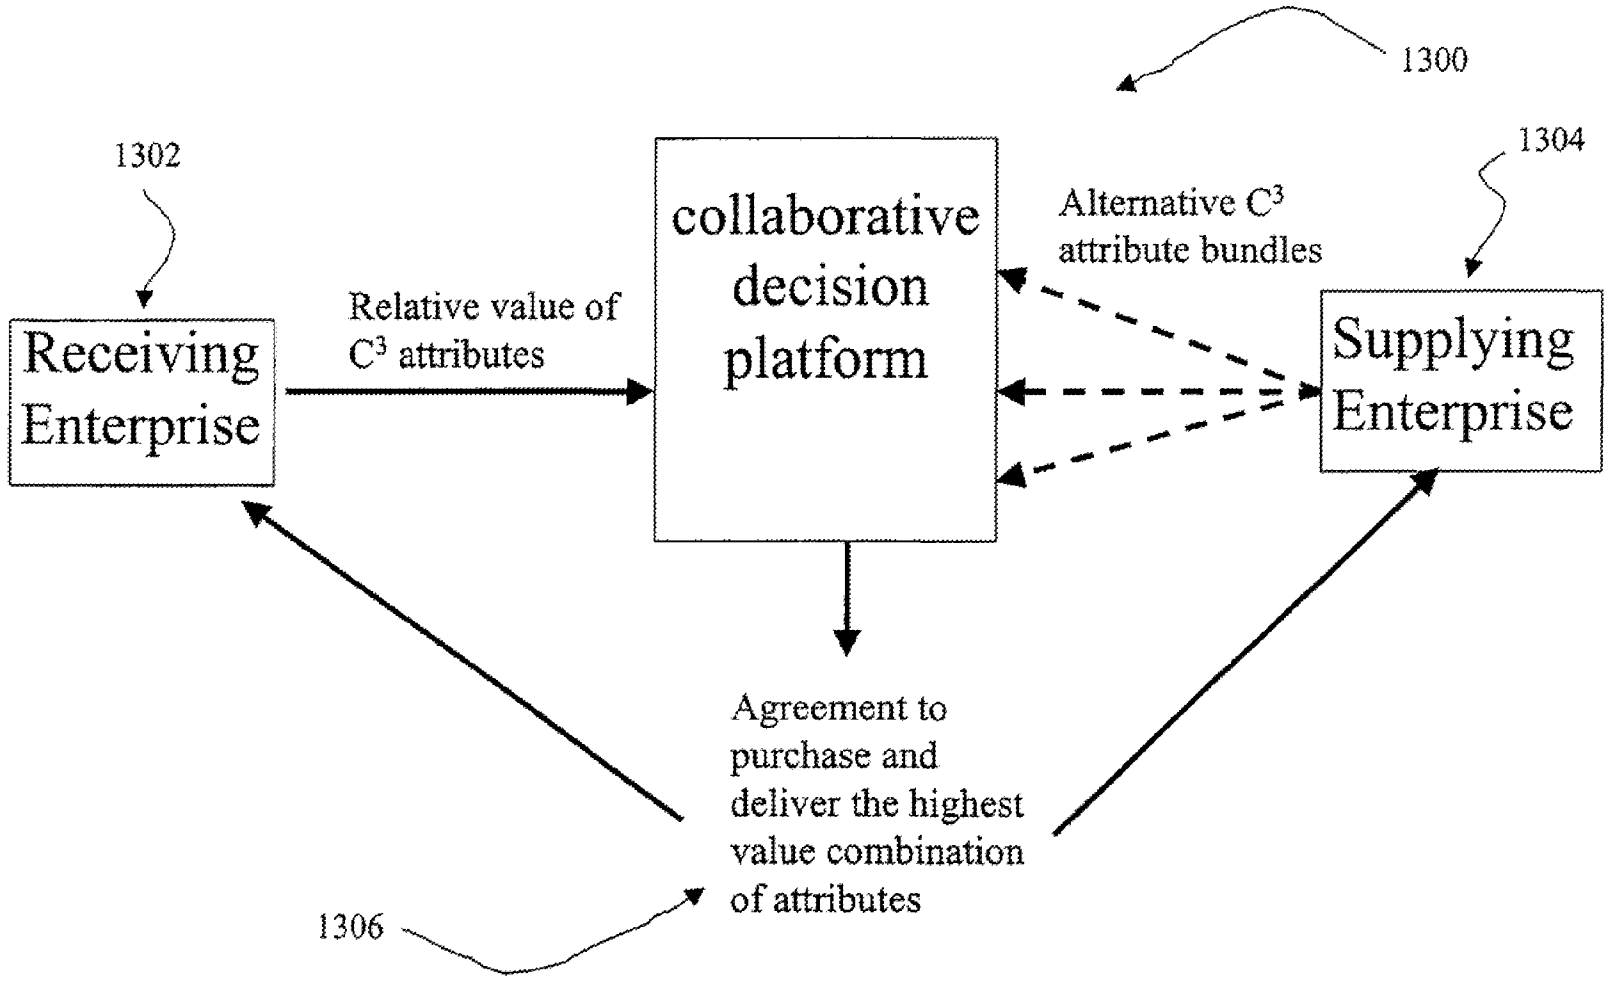 1300
1302
1304
collaborative
decision
platform
Alternative C³
attribute bundles
Relative value of
C³ attributes
Receiving
Enterprise
Supplying
Enterprise
Agreement to
purchase and
deliver the highest
value combination
of attributes
1306